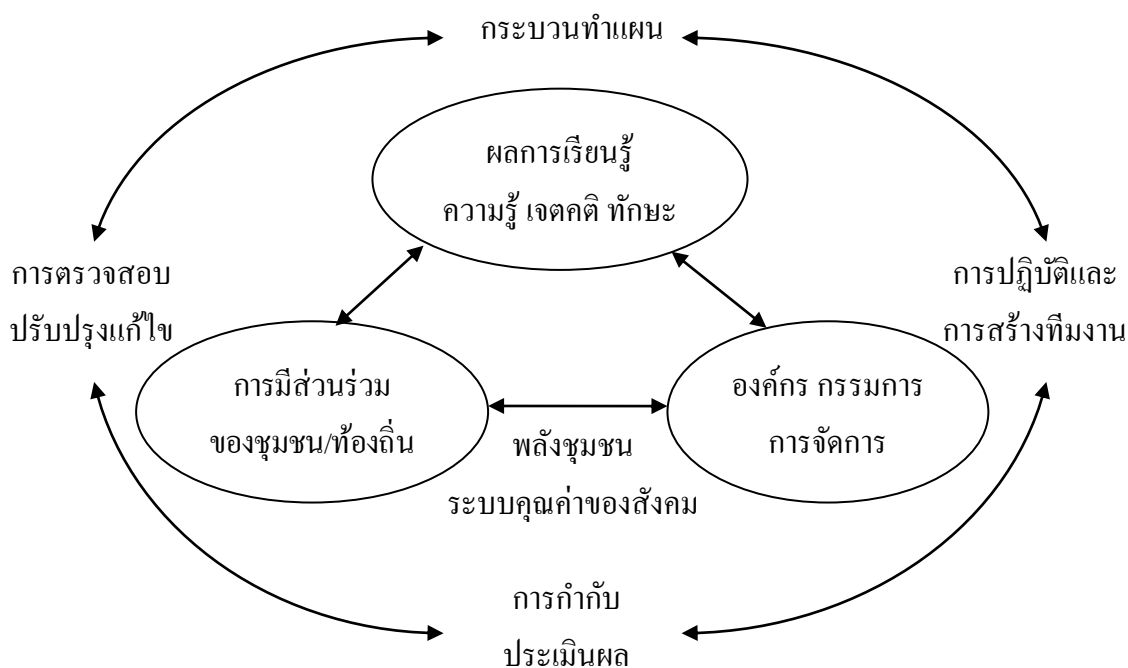 กระบวนทำแผน
ผลการเรียนรู้
ความรู้ เจตคติ ทักษะ
การตรวจสอบ
ปรับปรุงแก้ไข
การปฏิบัติและ
การสร้างทีมงาน
การมีส่วนร่วม
ของชุมชน/ท้องถิ่น
องค์กร กรรมการ
การจัดการ
พลังชุมชน
ระบบคุณค่าของสังคม
การกำกับ
ประเมินผล